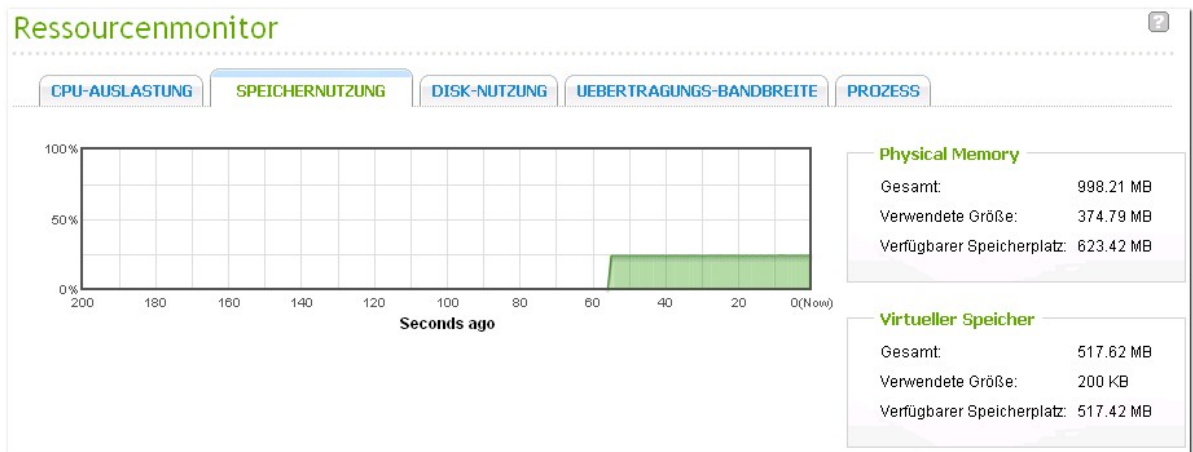 Ressourcenmonitor
?
CPU-AUSLASTUNG SPEICHERNUTZUNG DISK-NUTZUNG UEBERTRAGUNGS-BANDBREITE PROZESS
100%
50%
0%
200 180 160 140 120 100 80 60 40 20 0(Now)
Seconds ago
Physical Memory
Gesamt: 998.21 MB
Verwendete Größe: 374.79 MB
Verfügbarer Speicherplatz: 623.42 MB
Virtueller Speicher
Gesamt: 517.62 MB
Verwendete Größe: 200 KB
Verfügbarer Speicherplatz: 517.42 MB